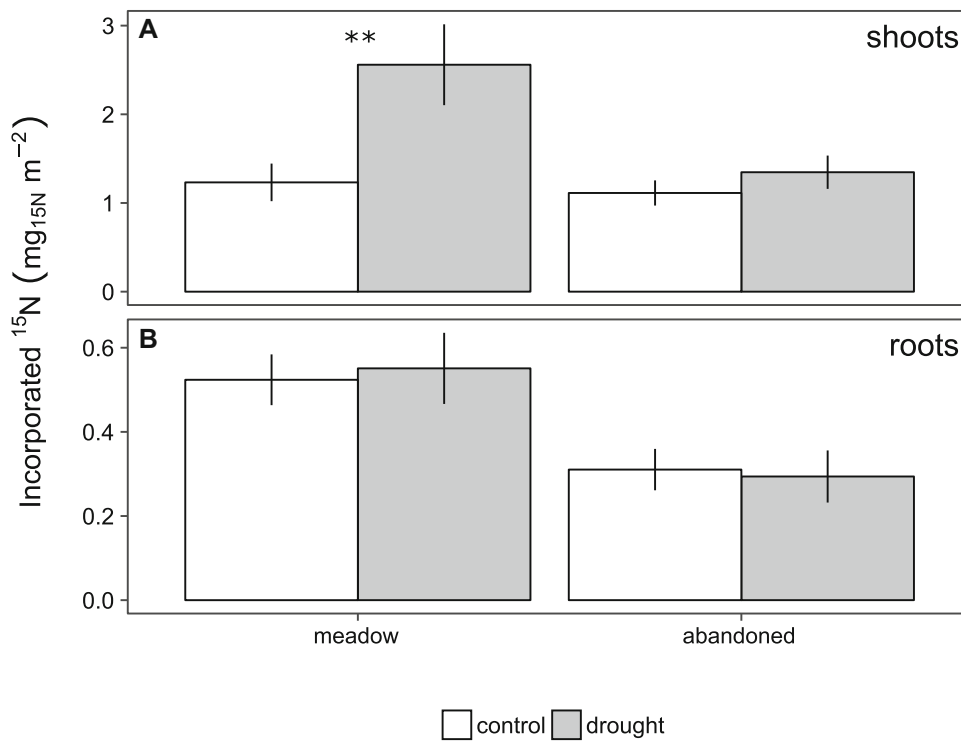 Incorporated ¹⁵N (mg₁₅N m⁻²)
A
**
shoots
3
2
1
0
B
roots
0.6
0.4
0.2
0.0
meadow abandoned
control drought